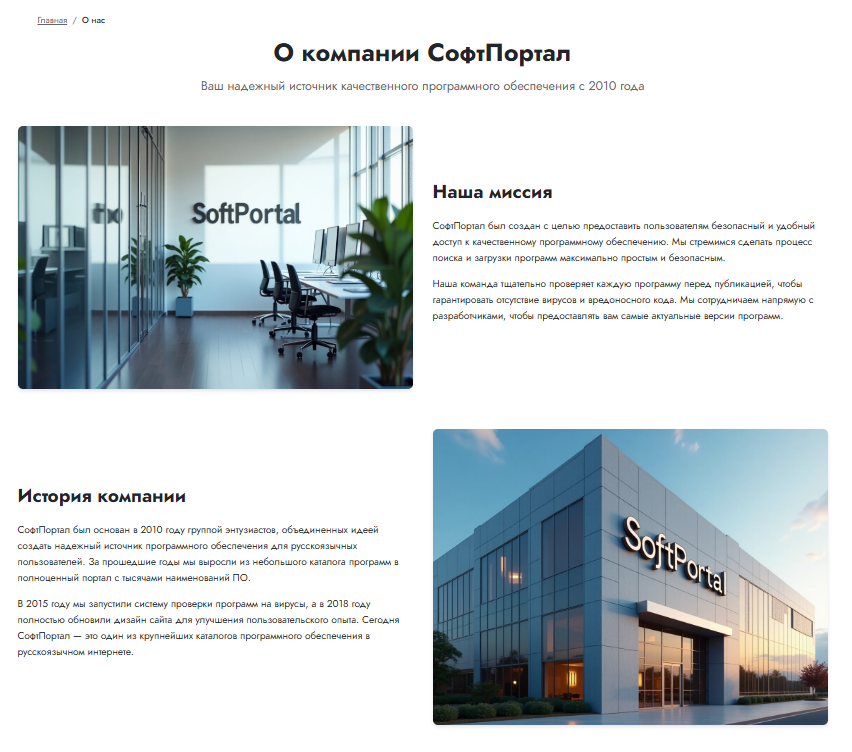 Главная / О нас
О компании СофтПортал
Ваш надежный источник качественного программного обеспечения с 2010 года
SoftPortal
Наша миссия
СофтПортал был создан с целью предоставить пользователям безопасный и удобный
доступ к качественному программному обеспечению. Мы стремимся сделать процесс
поиска и загрузки программ максимально простым и безопасным.
Наша команда тщательно проверяет каждую программу перед публикацией, чтобы
гарантировать отсутствие вирусов и вредоносного кода. Мы сотрудничаем напрямую с
разработчиками, чтобы предоставлять вам самые актуальные версии программ.
История компании
СофтПортал был основан в 2010 году группой энтузиастов, объединенных идеей
создать надежный источник программного обеспечения для русскоязычных
пользователей. За прошедшие годы мы выросли из небольшого каталога программ в
полноценный портал с тысячами наименований ПО.
В 2015 году мы запустили систему проверки программ на вирусы, а в 2018 году
полностью обновили дизайн сайта для улучшения пользовательского опыта. Сегодня
СофтПортал — это один из крупнейших каталогов программного обеспечения в
русскоязычном интернете.
SoftPortal